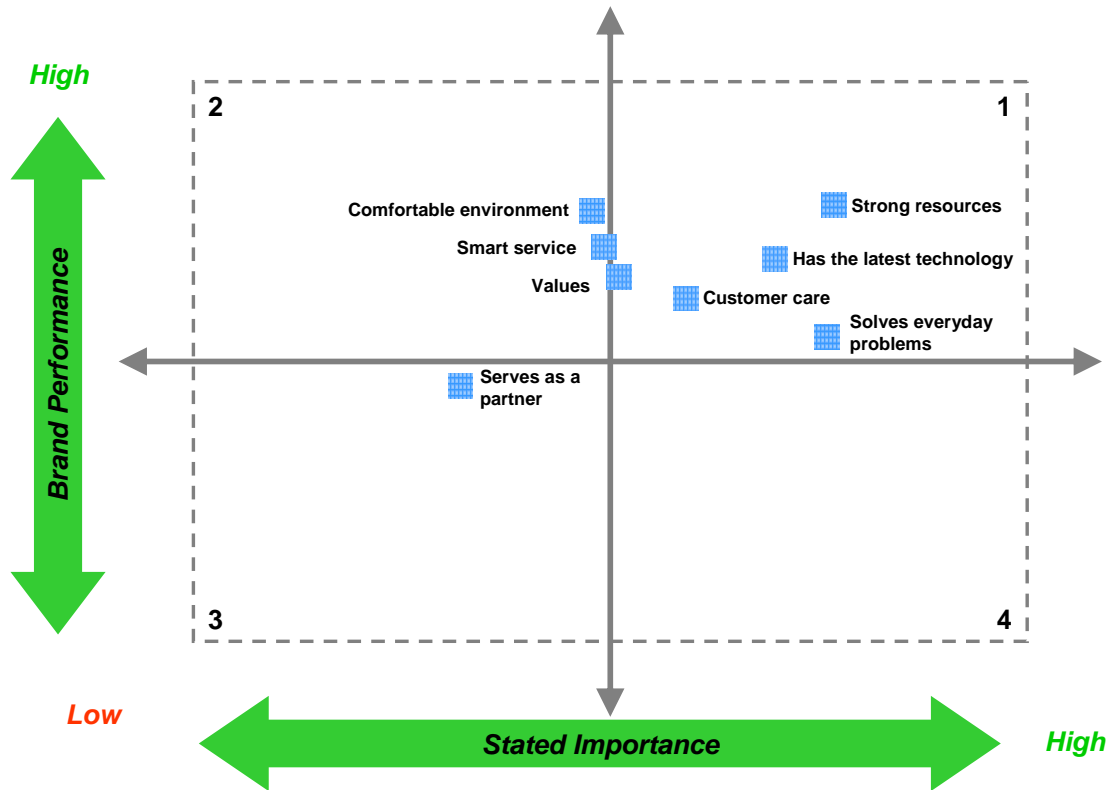 High
2
1
Comfortable environment
Strong resources
Smart service
Has the latest technology
Values
Customer care
Solves everyday
problems
Brand Performance
Serves as a
partner
3
4
Low
Stated Importance
High